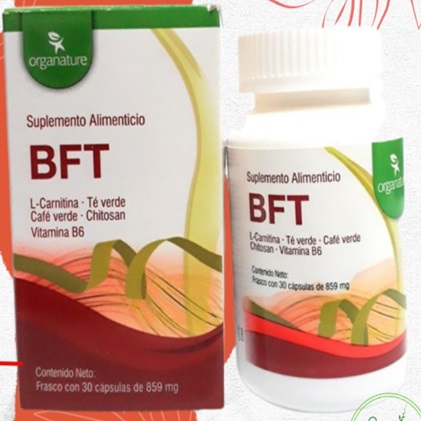 organature
Suplemento Alimenticio
BFT
L-Carnitina · Té verde
Café verde · Chitosan
Vitamina B6
Contenido Neto:
Frasco con 30 cápsulas de 859 mg
organature
Suplemento Alimenticio
BFT
L-Carnitina · Té verde · Café verde
Chitosan · Vitamina B6
Contenido Neto:
Frasco con 30 cápsulas de 859 mg